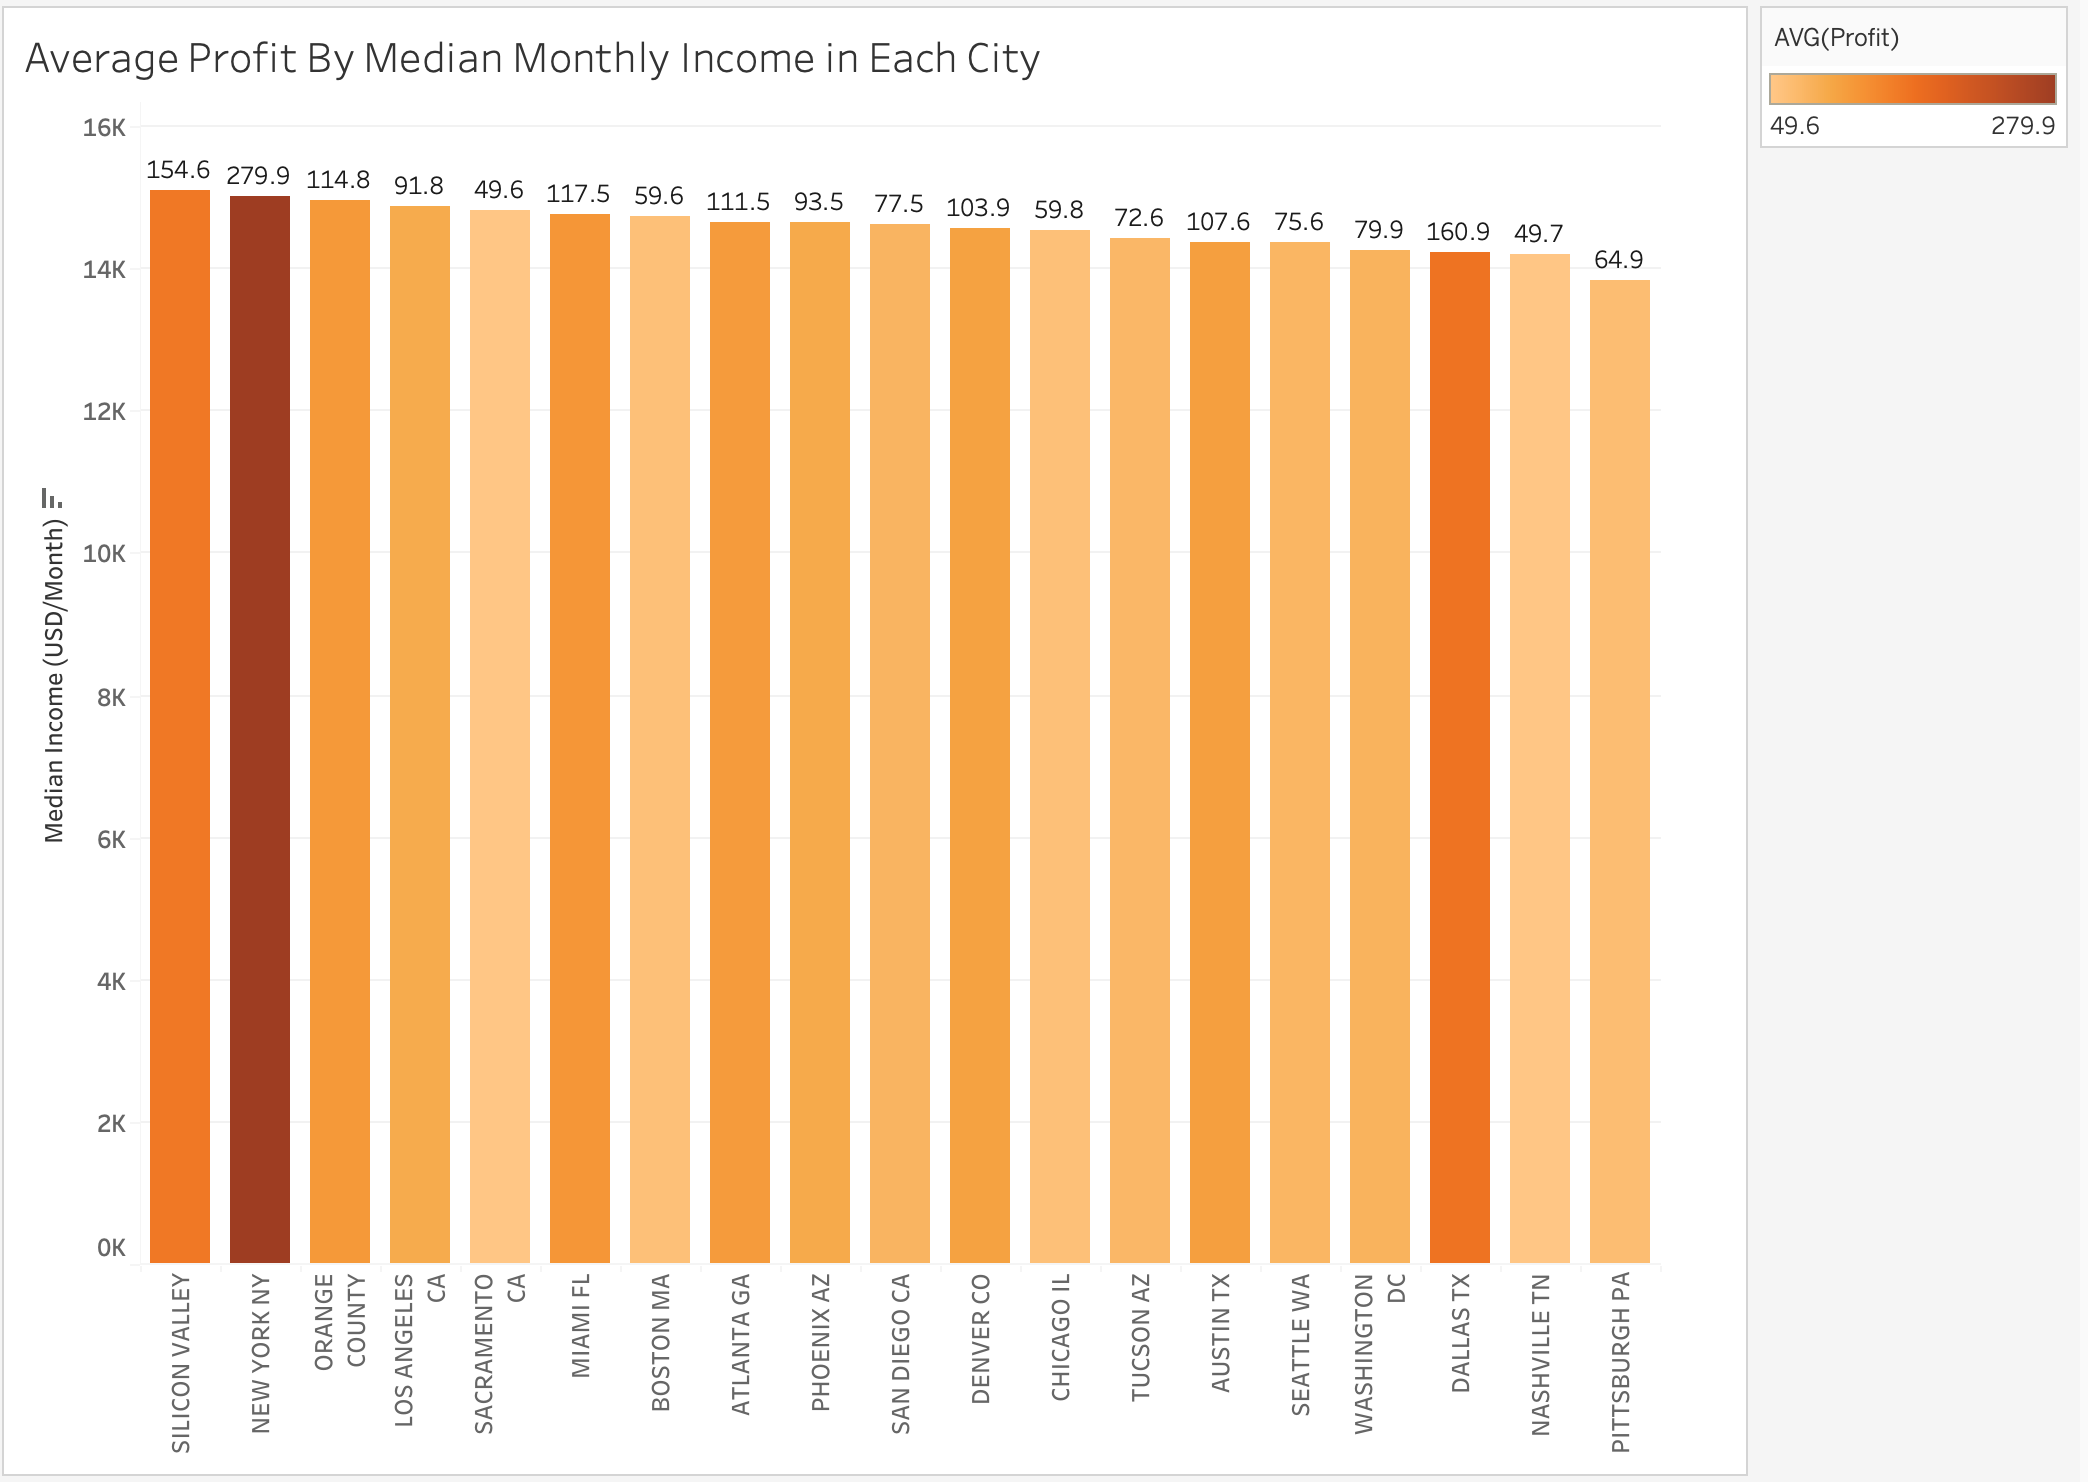 Average Profit By Median Monthly Income in Each City
AVG(Profit)
49.6 279.9
Median Income (USD/Month)
16K
14K
12K
10K
8K
6K
4K
2K
0K
154.6
279.9
114.8
91.8
49.6
117.5
59.6
111.5
93.5
77.5
103.9
59.8
72.6
107.6
75.6
79.9
160.9
49.7
64.9
SILICON VALLEY
NEW YORK NY
ORANGE
COUNTY
LOS ANGELES
CA
SACRAMENTO
CA
MIAMI FL
BOSTON MA
ATLANTA GA
PHOENIX AZ
SAN DIEGO CA
DENVER CO
CHICAGO IL
TUCSON AZ
AUSTIN TX
SEATTLE WA
WASHINGTON
DC
DALLAS TX
NASHVILLE TN
PITTSBURGH PA